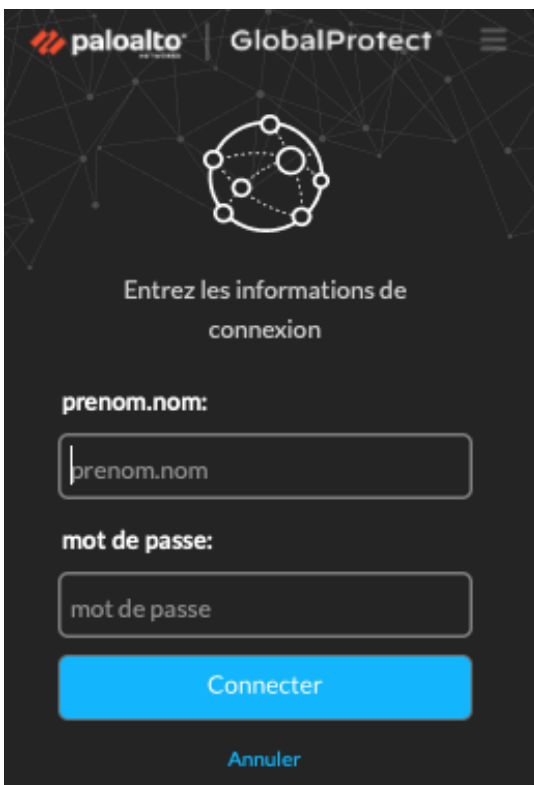 paloalto NETWORKS GlobalProtect
Entrez les informations de
connexion
prenom.nom:
prenom.nom
mot de passe:
mot de passe
Connecter
Annuler